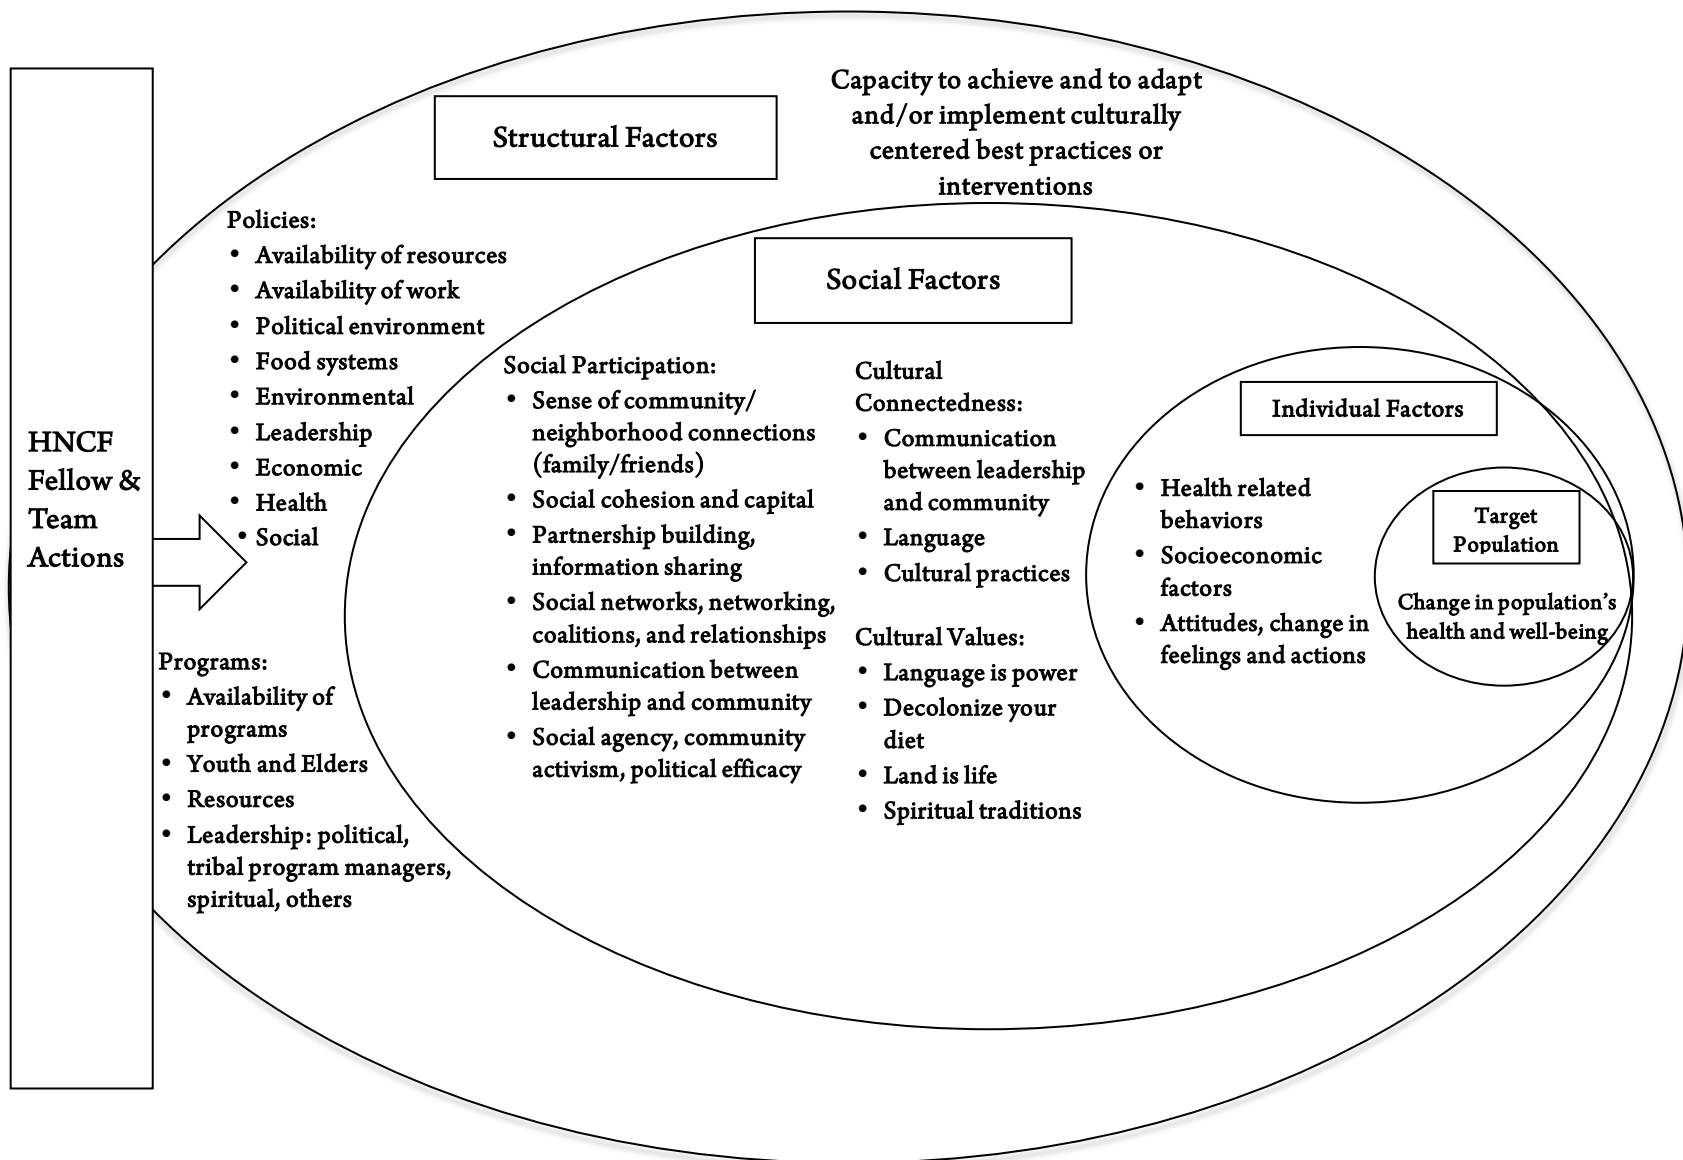 HNCF
Fellow &
Team
Actions
Structural Factors
Capacity to achieve and to adapt
and/or implement culturally
centered best practices or
interventions
Policies:
• Availability of resources
• Availability of work
• Political environment
• Food systems
• Environmental
• Leadership
• Economic
• Health
• Social
Programs:
• Availability of
programs
• Youth and Elders
• Resources
• Leadership: political,
tribal program managers,
spiritual, others
Social Factors
Social Participation:
• Sense of community/
neighborhood connections
(family/friends)
• Social cohesion and capital
• Partnership building,
information sharing
• Social networks, networking,
coalitions, and relationships
• Communication between
leadership and community
• Social agency, community
activism, political efficacy
Cultural
Connectedness:
• Communication
between leadership
and community
• Language
• Cultural practices
Cultural Values:
• Language is power
• Decolonize your
diet
• Land is life
• Spiritual traditions
Individual Factors
• Health related
behaviors
• Socioeconomic
factors
• Attitudes, change in
feelings and actions
Target
Population
Change in population's
health and well-being